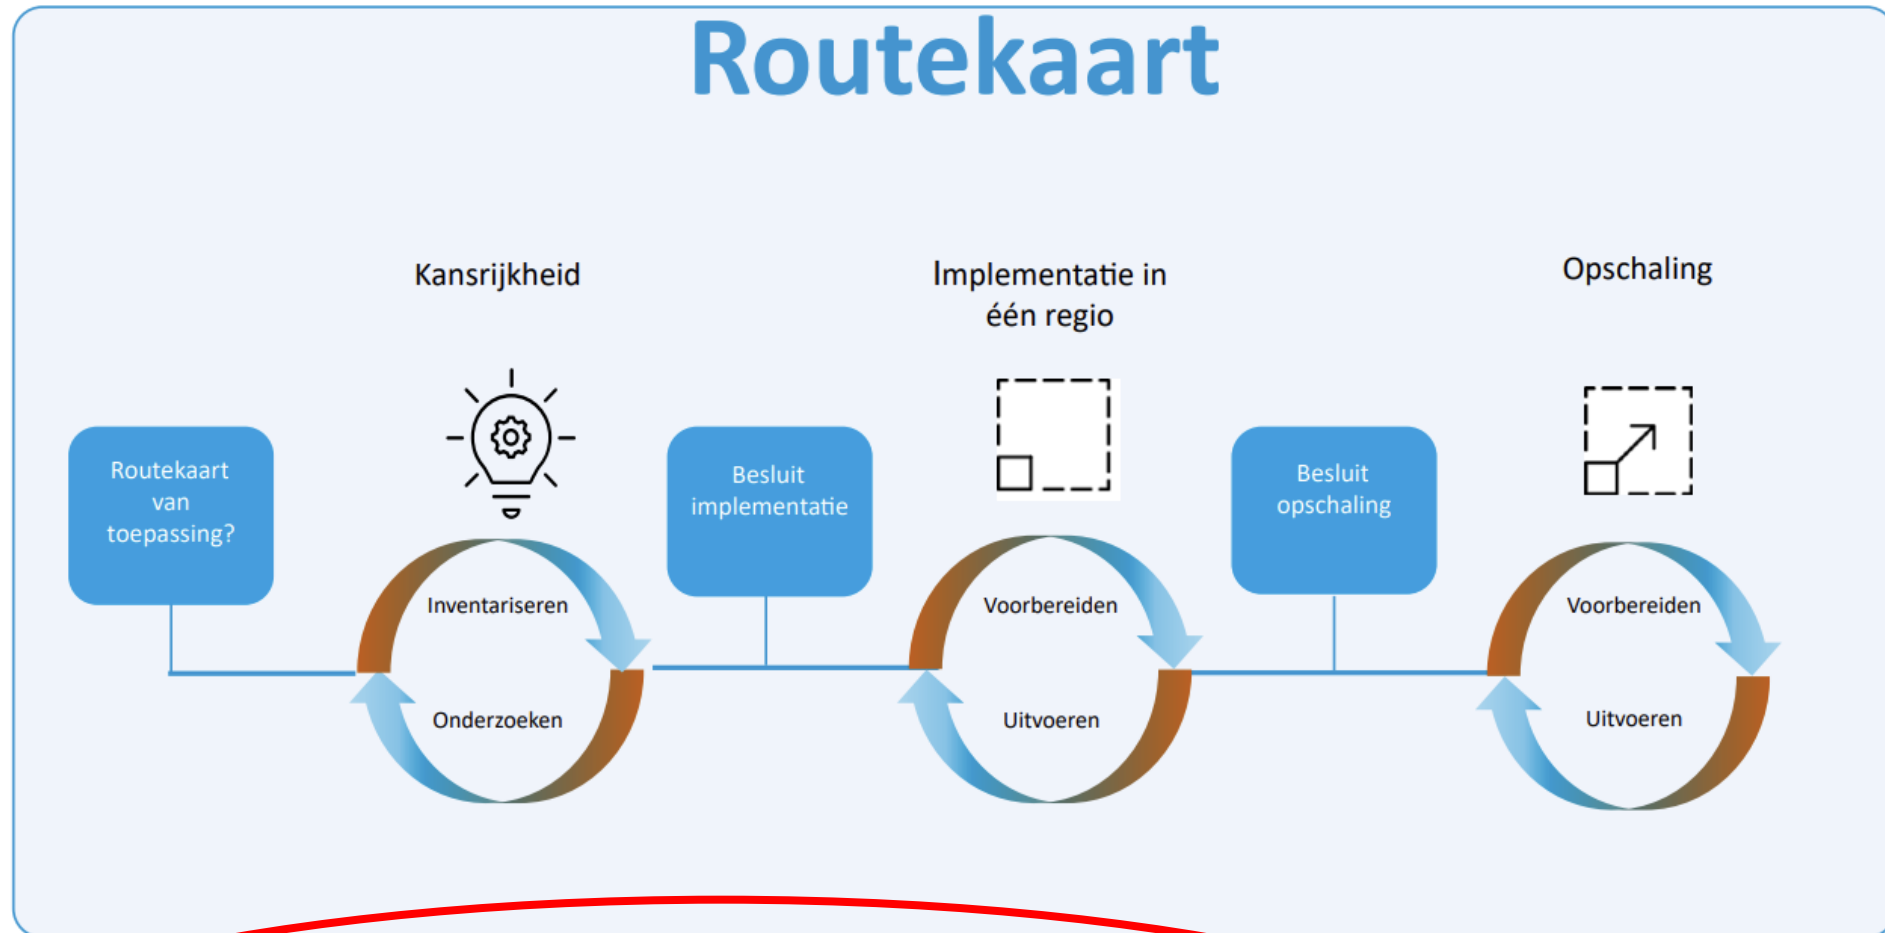 Routekaart
Kansrijkheid
Implementatie in
één regio
Opschaling
Routekaart
van
toepassing?
Besluit
implementatie
Besluit
opschaling
Inventariseren
Onderzoeken
Voorbereiden
Uitvoeren
Voorbereiden
Uitvoeren